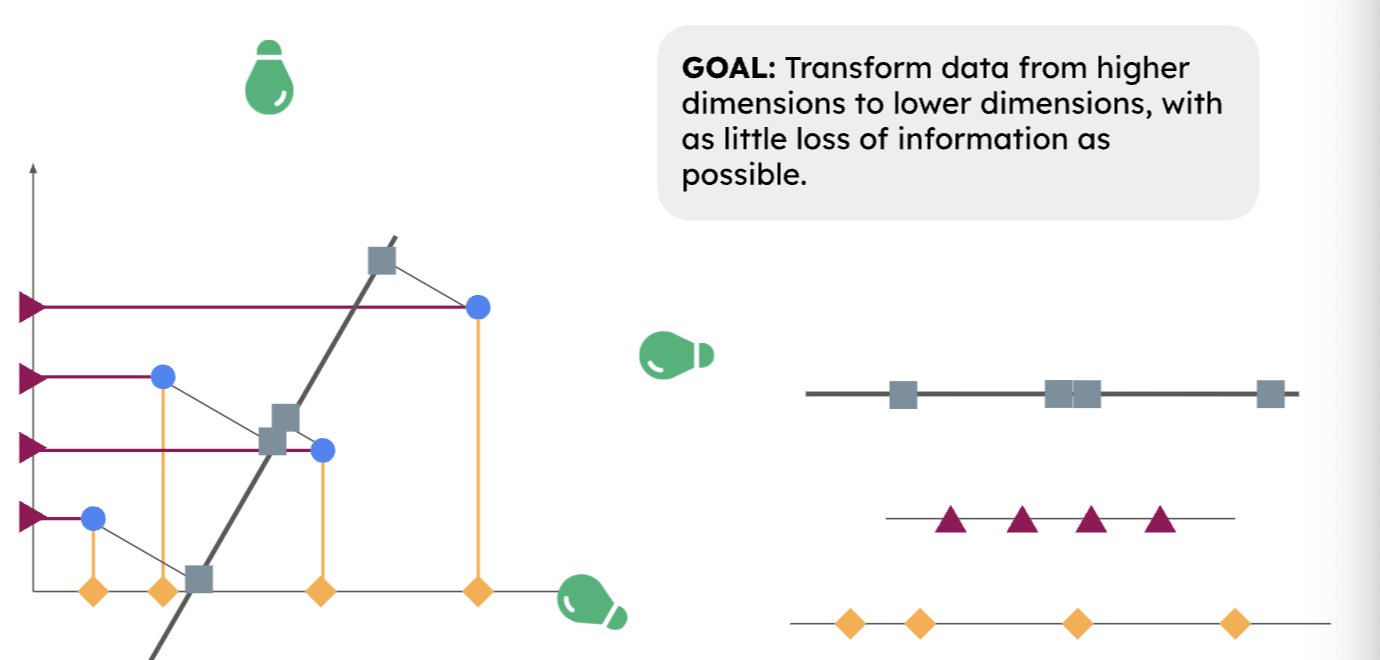 GOAL: Transform data from higher
dimensions to lower dimensions, with
as little loss of information as
possible.